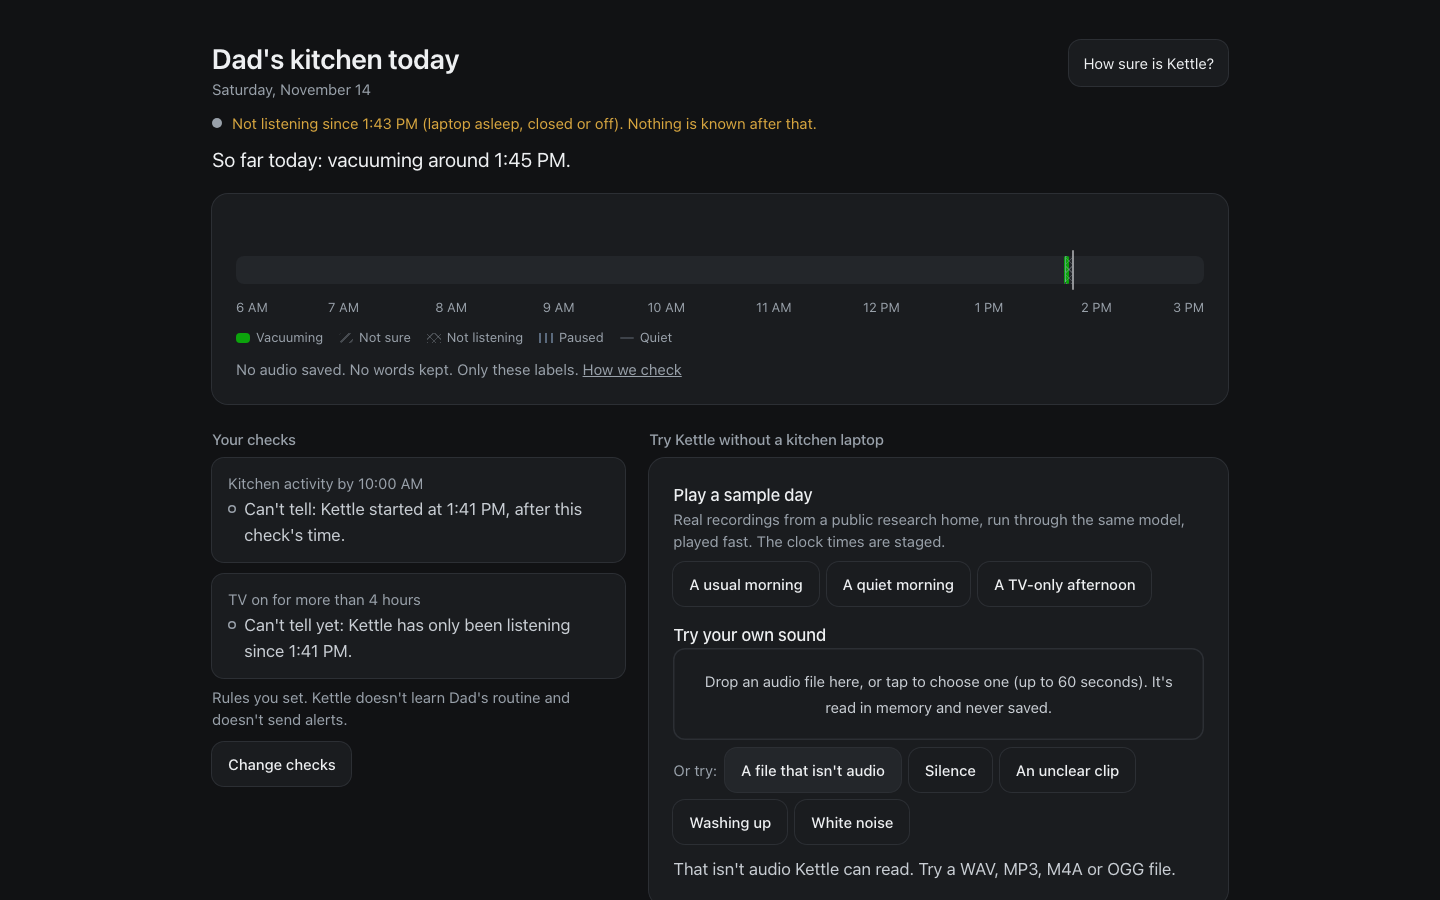 Dad's kitchen today
How sure is Kettle?
Saturday, November 14
Not listening since 1:43 PM (laptop asleep, closed or off). Nothing is known after that.
So far today: vacuuming around 1:45 PM.
6 AM 7 AM 8 AM 9 AM 10 AM 11 AM 12 PM 1 PM 2 PM 3 PM
Vacuuming Not sure Not listening Paused Quiet
No audio saved. No words kept. Only these labels. How we check
Your checks
Kitchen activity by 10:00 AM
Can't tell: Kettle started at 1:41 PM, after this
check's time.
TV on for more than 4 hours
Can't tell yet: Kettle has only been listening
since 1:41 PM.
Rules you set. Kettle doesn't learn Dad's routine and
doesn't send alerts.
Change checks
Try Kettle without a kitchen laptop
Play a sample day
Real recordings from a public research home, run through the same model,
played fast. The clock times are staged.
A usual morning A quiet morning A TV-only afternoon
Try your own sound
Drop an audio file here, or tap to choose one (up to 60 seconds). It's
read in memory and never saved.
Or try: A file that isn't audio Silence An unclear clip
Washing up White noise
That isn't audio Kettle can read. Try a WAV, MP3, M4A or OGG file.